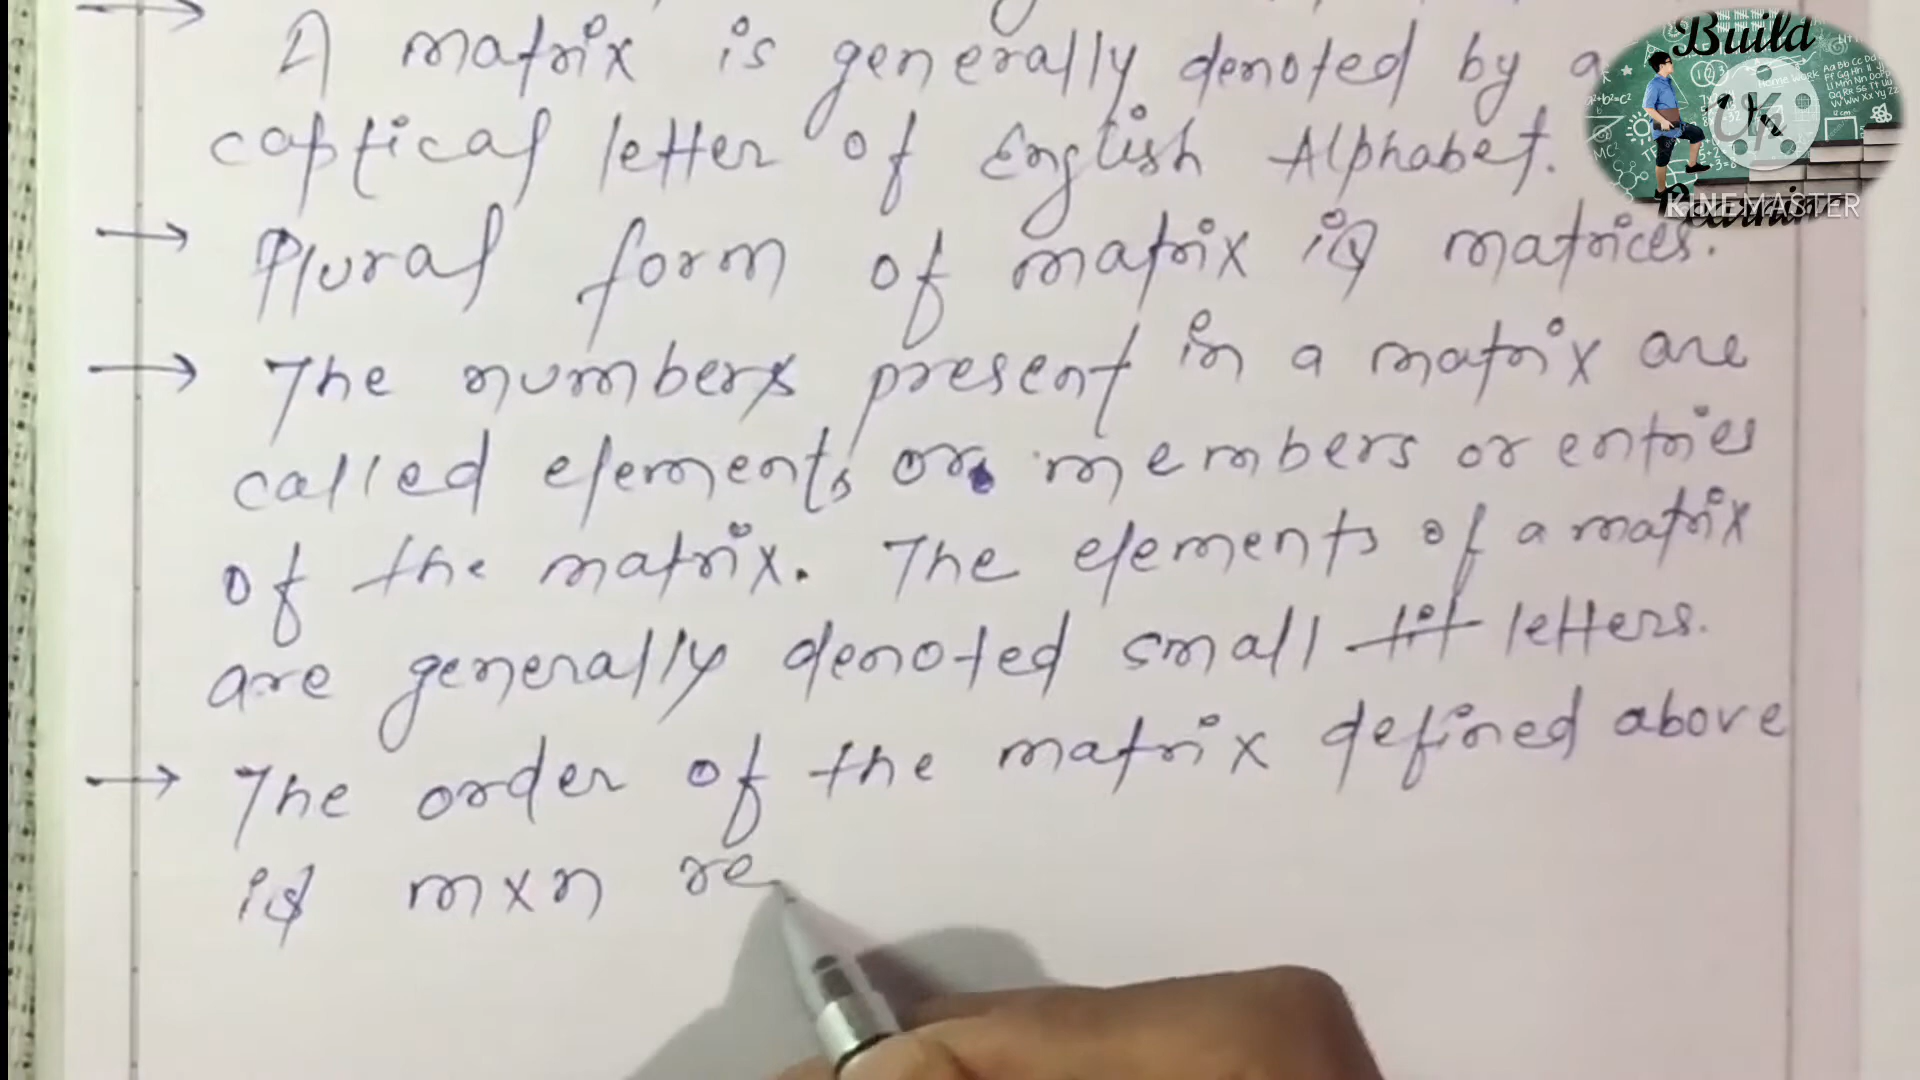 → A matrix is generally denoted by a
captical letter of English Alphabet.
→ Plural form of matrix is matrices.
→ The numbers present in a matrix are
called elements or members or entries
of the matrix. The elements of a matrix
are generally denoted small letters.
→ The order of the matrix defined above
is m×n re
Build
KINEMASTER